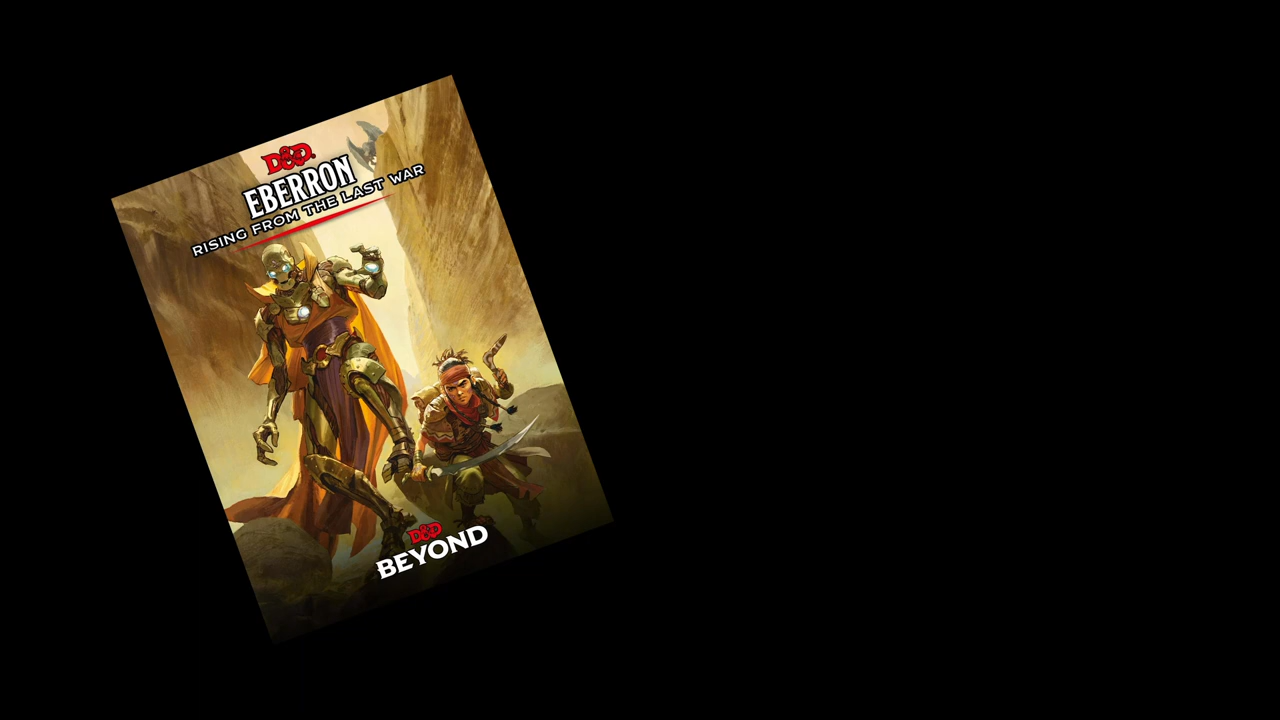 D&D
EBERRON
RISING FROM THE LAST WAR
D&D
BEYOND